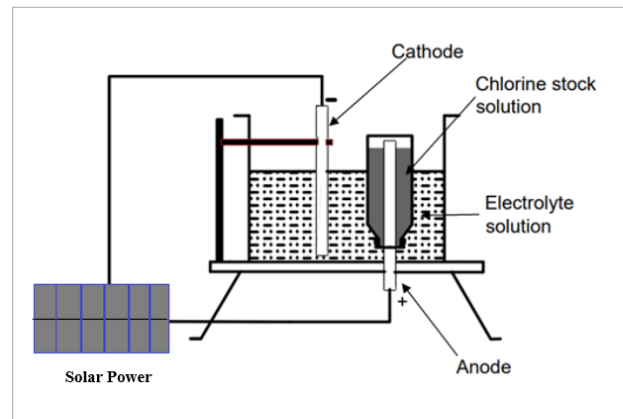 Cathode
-
Chlorine stock
solution
Electrolyte
solution
+
Anode
Solar Power